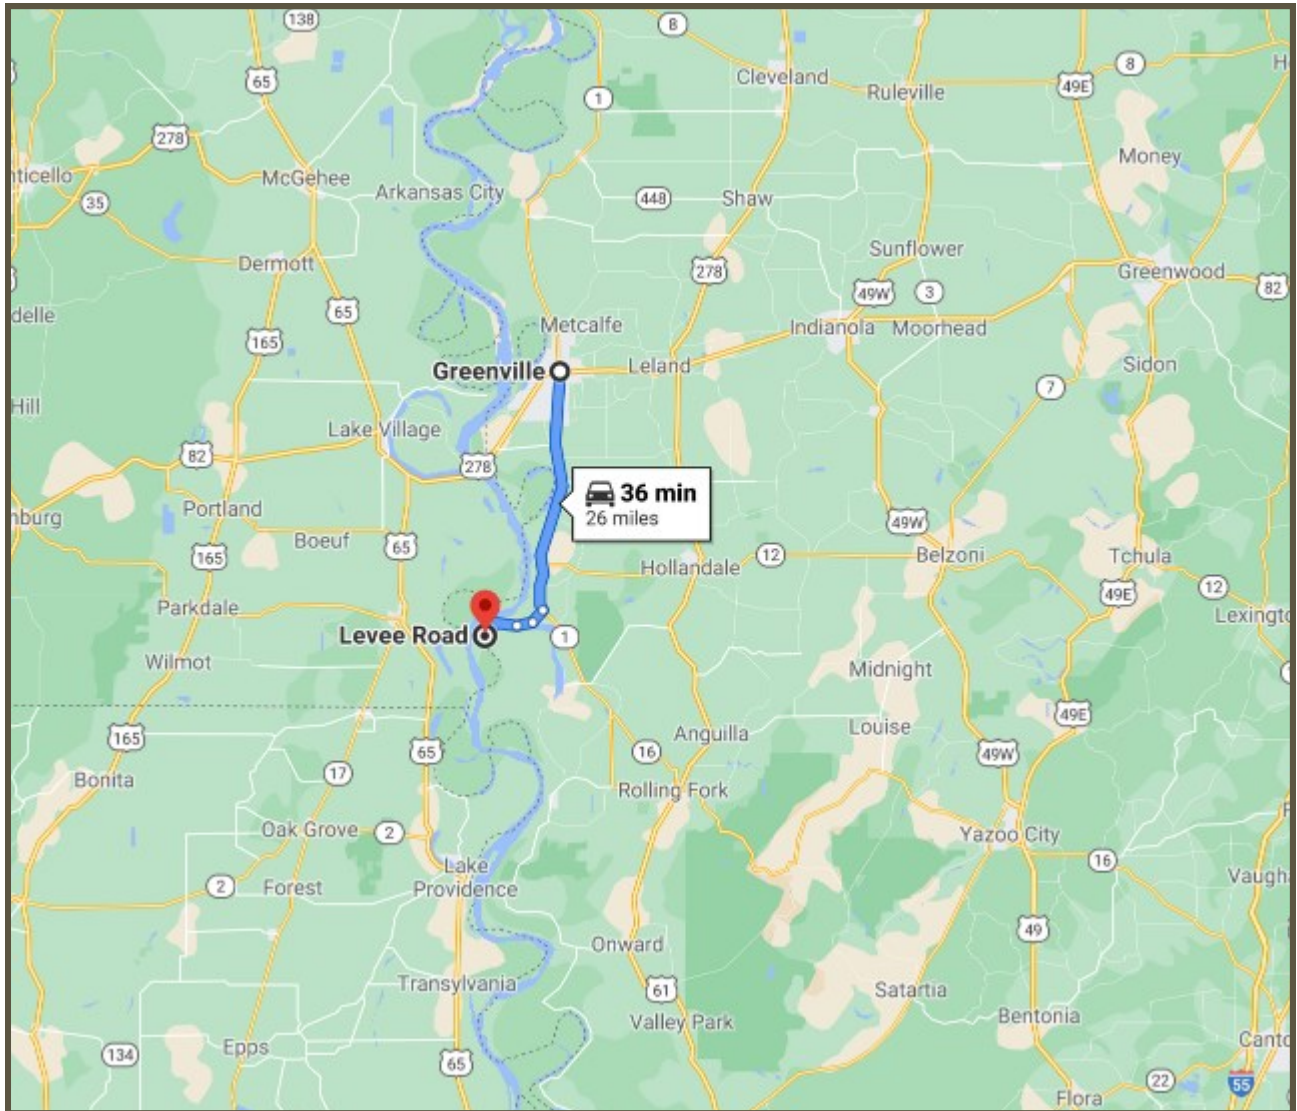 138
8
Cleveland
8
65
Ruleville
49E
1
278
Money
nticello
McGehee
Arkansas City
35
448
Shaw
Sunflower
Dermott
278
Greenwood
49W
3
82
delle
65
Metcalfe
Indianola
Moorhead
165
Greenville
Leland
Sidon
7
Hill
Lake Village
82
278
36 min
26 miles
Portland
nburg
49W
Boeuf
65
165
Hollandale
12
Belzoni
Tchula
49E
12
Parkdale
Lexingto
Levee Road
1
Wilmot
Midnight
49E
165
65
16
Anguilla
Louise
49W
Bonita
17
Rolling Fork
Oak Grove
2
Yazoo City
16
Lake
Providence
2
Forest
Vaugh
Onward
49
Transylvania
61
Satartia
Valley Park
Bentonia
134
Epps
Canto
65
22
55
Flora